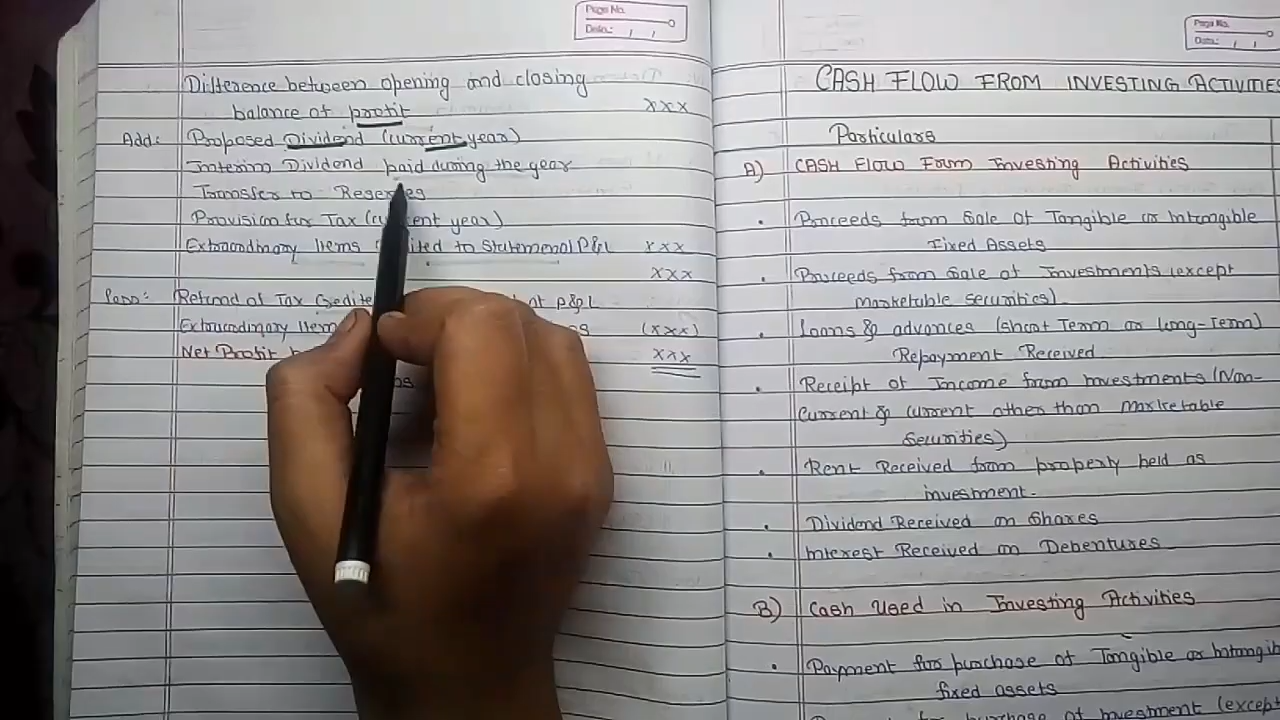 Page No.
Date: / /
Difference between opening and closing
balance of profit xxx
Add: Proposed Dividend (current year)
Interim Dividend paid during the year
Transfer to Reserves
Provision for Tax (current year)
Extraordinary Items to Statement P&L xxx
xxx
Less: Refund of Tax P&L
Extraordinary Item (xxx)
Net Profit xxx
Page No.
Date: / /
CASH FLOW FROM INVESTING ACTIVITIES
Particulars
A) CASH FLOW From Investing Activities
• Proceeds from Sale of Tangible or Intangible
Fixed Assets
• Proceeds from Sale of Investments (except
marketable securities)
• Loans & advances (Short Term or Long-Term)
Repayment Received
• Receipt of Income from Investments (Non-
Current & current other than Marketable
Securities)
• Rent Received from property held as
investment.
• Dividend Received on Shares
• Interest Received on Debentures
B) Cash Used in Investing Activities
• Payment for purchase of Tangible or Intangib
fixed assets
purchase of investment (except